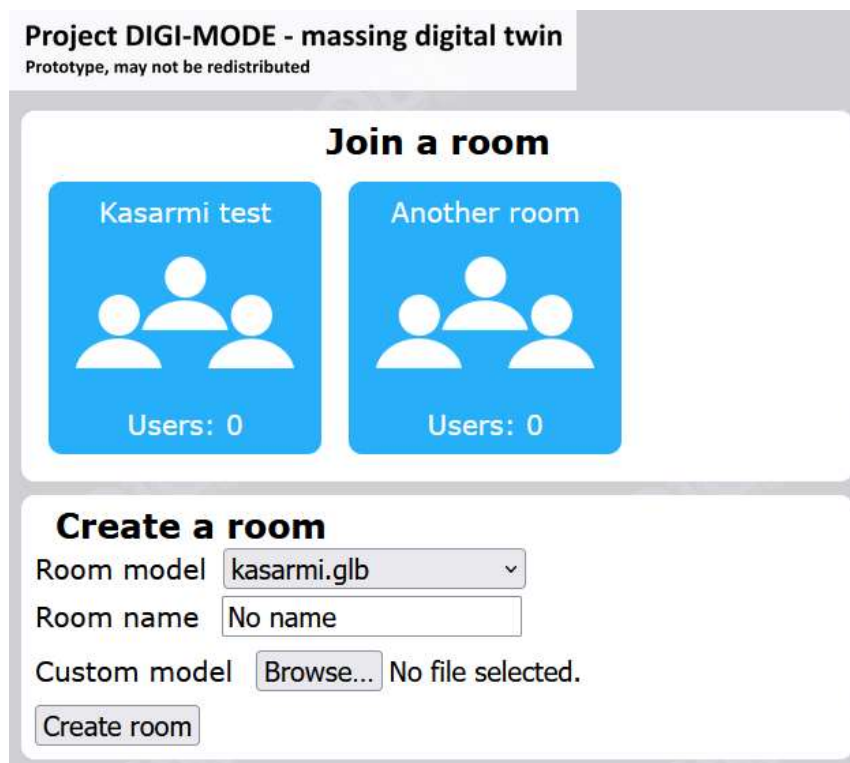 Project DIGI-MODE - massing digital twin
Prototype, may not be redistributed
Join a room
Kasarmi test
Another room
Users: 0
Users: 0
Create a room
Room model kasarmi.glb
Room name No name
Custom model Browse... No file selected.
Create room